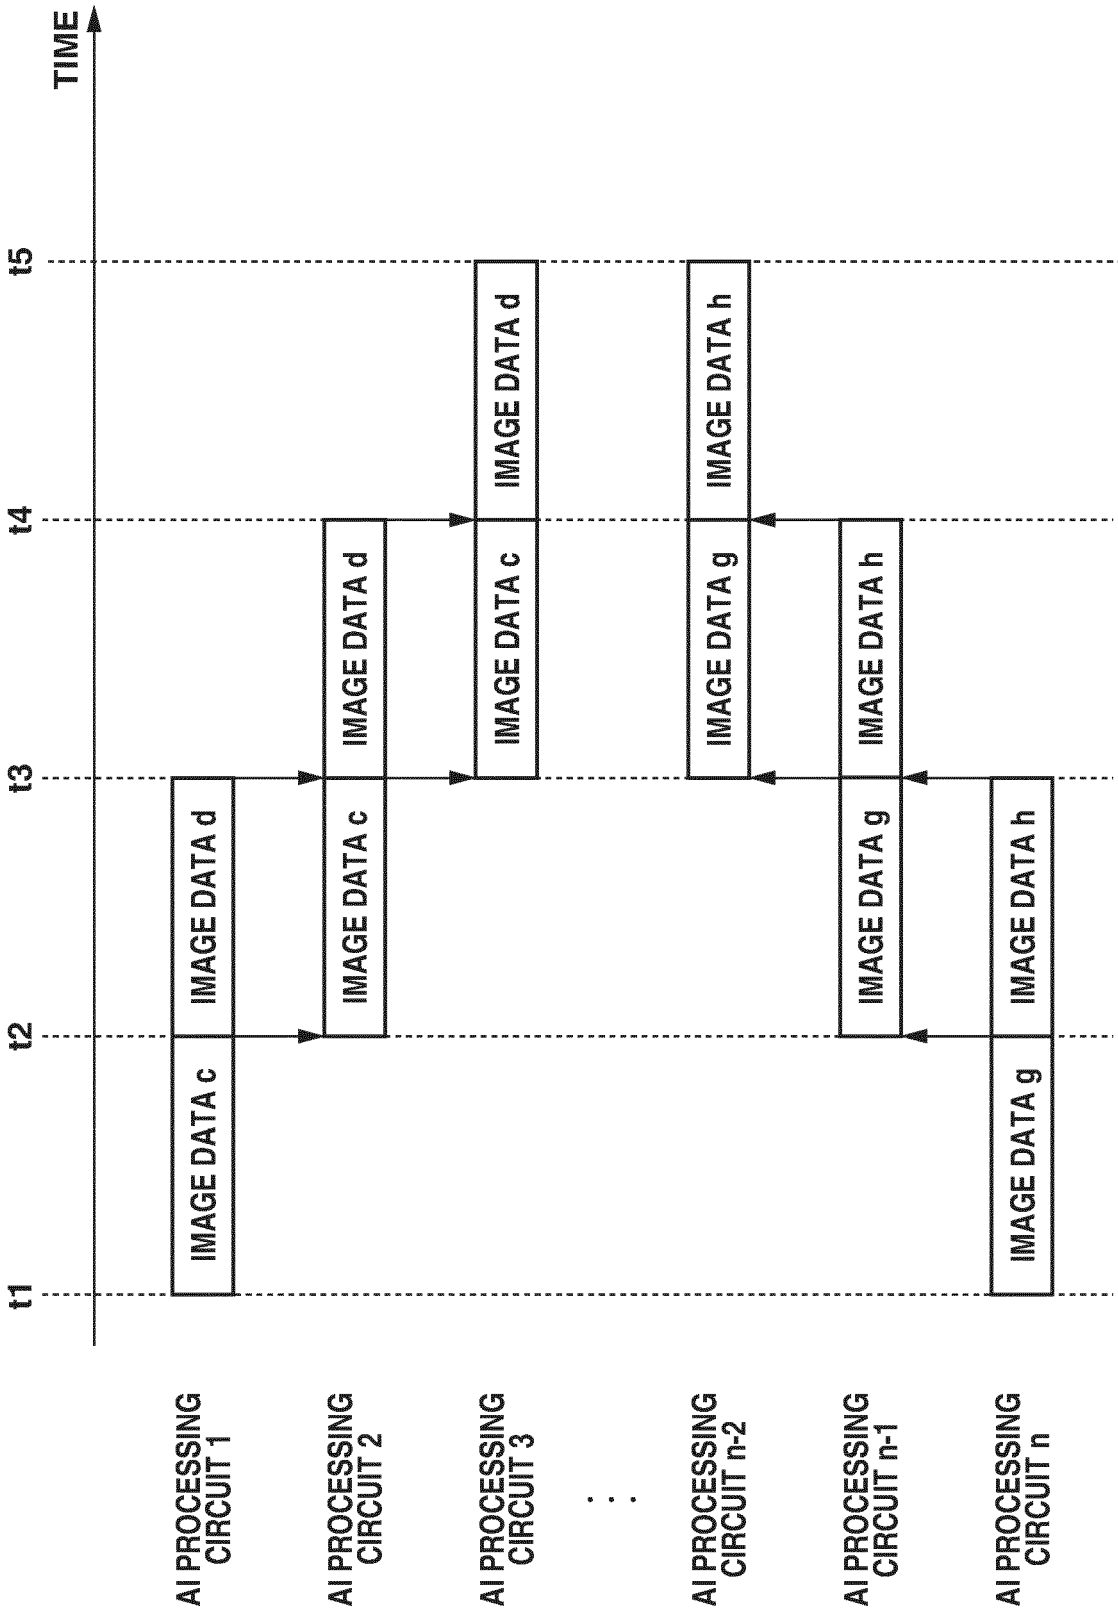 TIME
t1
t2
t3
t4
t5
AI PROCESSING
CIRCUIT 1
IMAGE DATA c
IMAGE DATA d
AI PROCESSING
CIRCUIT 2
IMAGE DATA c
IMAGE DATA d
AI PROCESSING
CIRCUIT 3
IMAGE DATA c
IMAGE DATA d
. . .
AI PROCESSING
CIRCUIT n-2
IMAGE DATA g
IMAGE DATA h
AI PROCESSING
CIRCUIT n-1
IMAGE DATA g
IMAGE DATA h
AI PROCESSING
CIRCUIT n
IMAGE DATA g
IMAGE DATA h